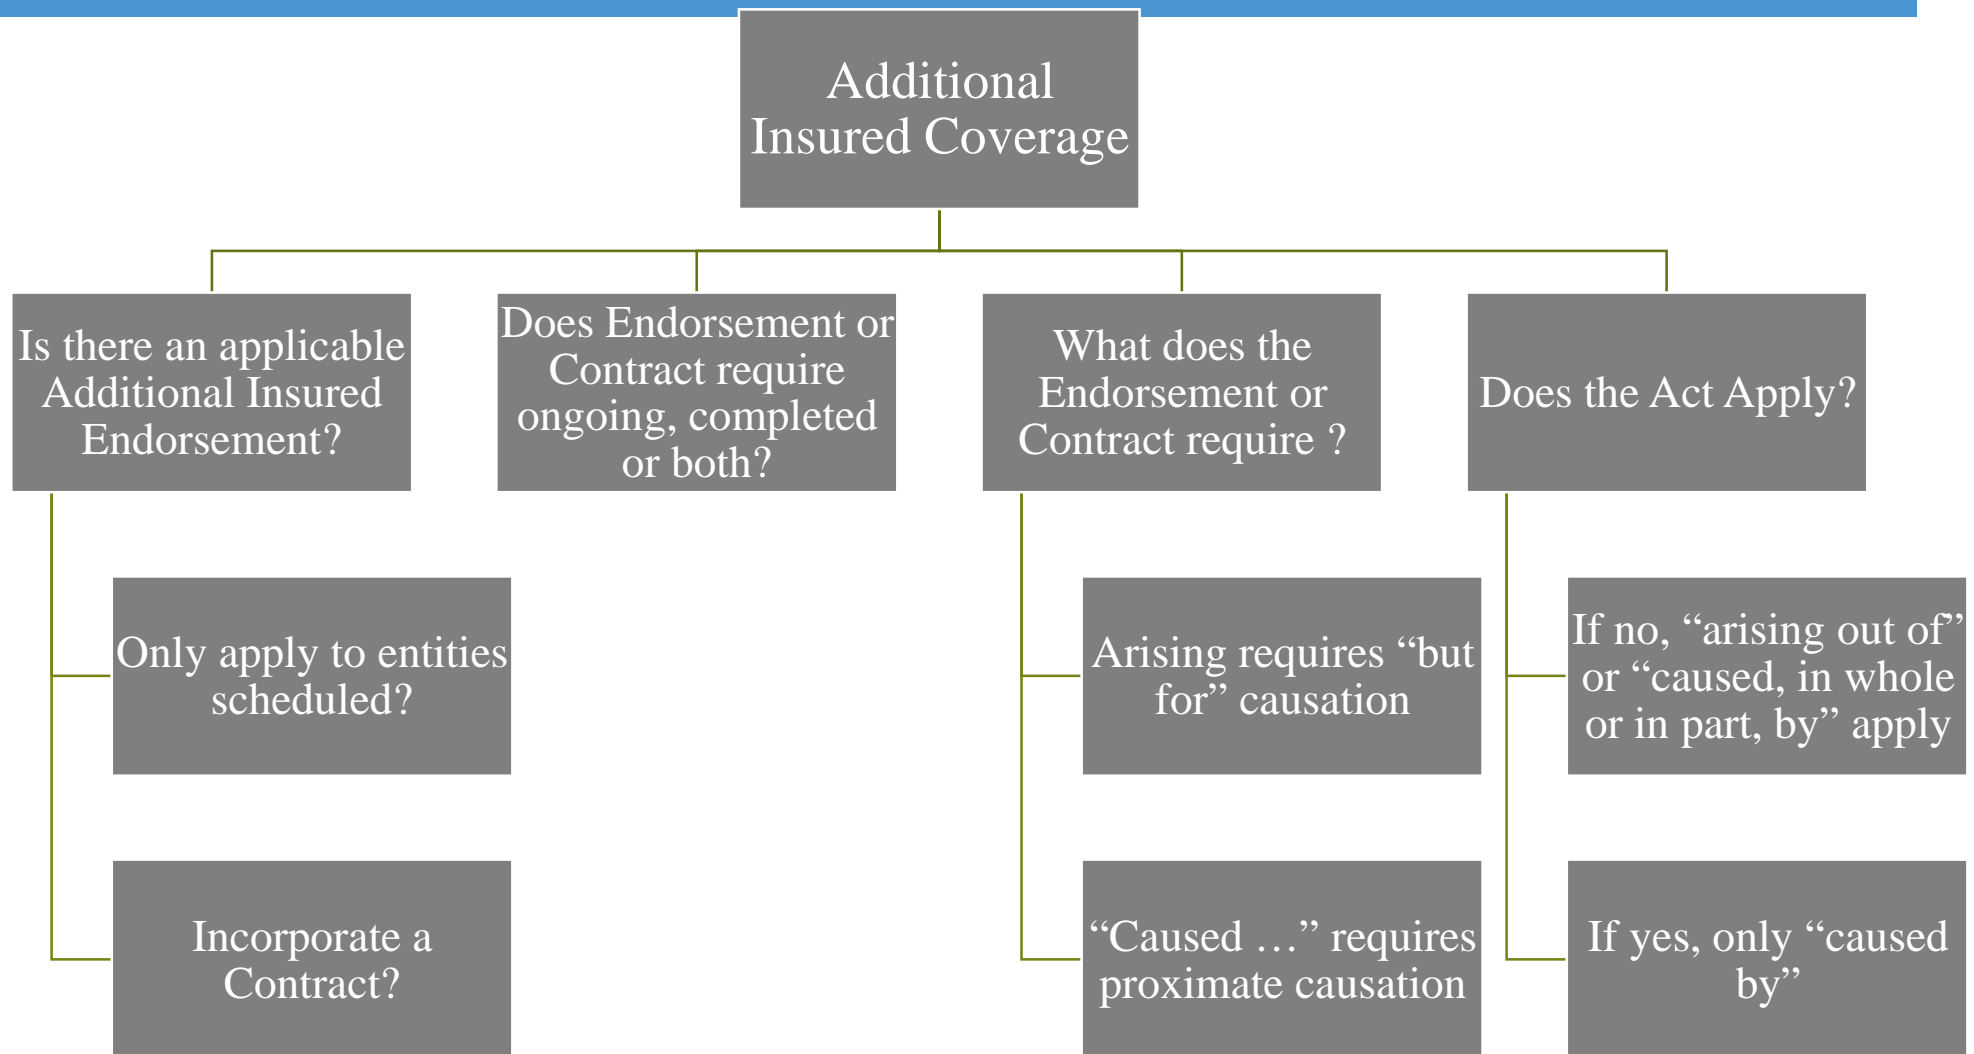 Additional
Insured Coverage
Is there an applicable
Additional Insured
Endorsement?
Does Endorsement or
Contract require
ongoing, completed
or both?
What does the
Endorsement or
Contract require ?
Does the Act Apply?
Only apply to entities
scheduled?
Arising requires “but
for” causation
If no, “arising out of”
or “caused, in whole
or in part, by” apply
Incorporate a
Contract?
“Caused …” requires
proximate causation
If yes, only “caused
by”